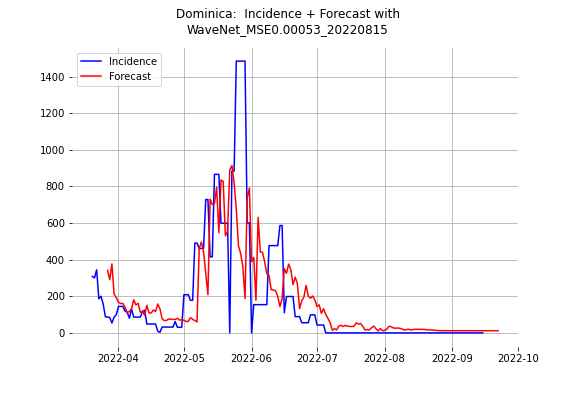 Dominica:  Incidence + Forecast with
WaveNet_MSE0.00053_20220815
Incidence
Forecast
1400
1200
1000
800
600
400
200
0
2022-04 2022-05 2022-06 2022-07 2022-08 2022-09 2022-10